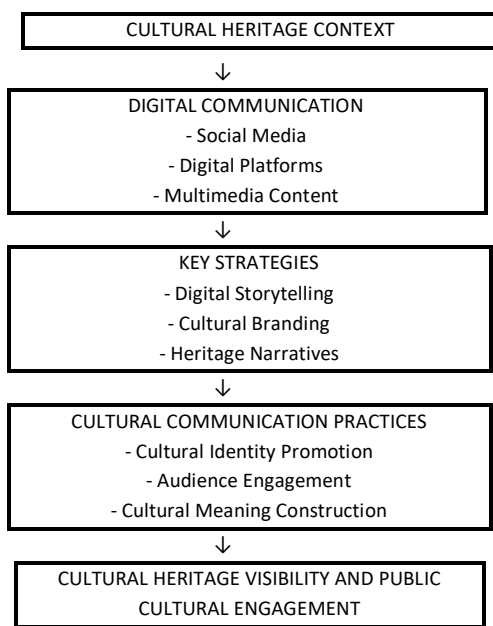 CULTURAL HERITAGE CONTEXT
↓
DIGITAL COMMUNICATION
- Social Media
- Digital Platforms
- Multimedia Content
↓
KEY STRATEGIES
- Digital Storytelling
- Cultural Branding
- Heritage Narratives
↓
CULTURAL COMMUNICATION PRACTICES
- Cultural Identity Promotion
- Audience Engagement
- Cultural Meaning Construction
↓
CULTURAL HERITAGE VISIBILITY AND PUBLIC
CULTURAL ENGAGEMENT